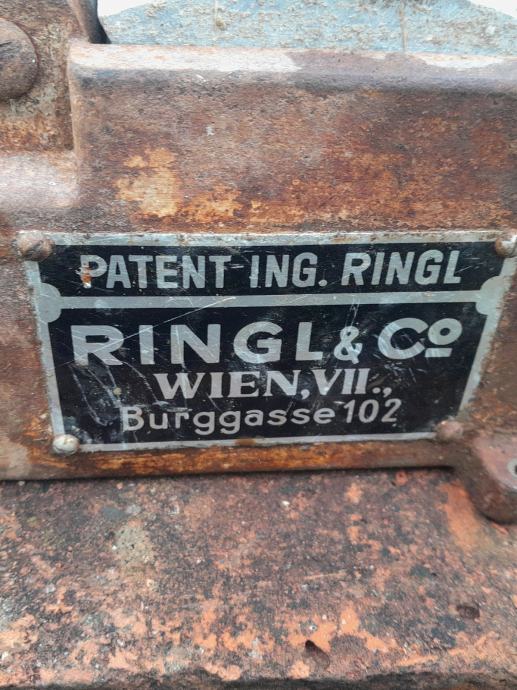 PATENT ING. RINGL
RINGL & Co
WIEN, VII.,
Burggasse 102